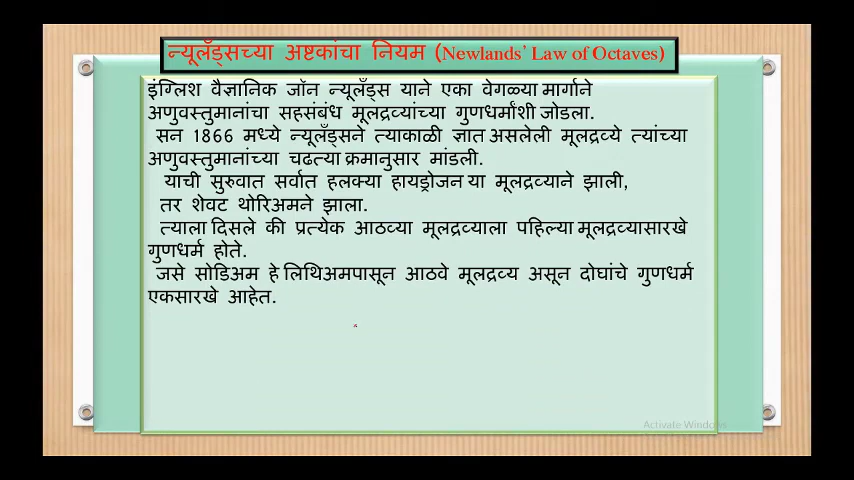 न्यूलँड्सच्या अष्टकांचा नियम (Newlands' Law of Octaves)
इंग्लिश वैज्ञानिक जॉन न्यूलँड्स याने एका वेगळ्या मार्गाने
अणुवस्तुमानांचा सहसंबंध मूलद्रव्यांच्या गुणधर्मांशी जोडला.
सन 1866 मध्ये न्यूलँड्सने त्याकाळी ज्ञात असलेली मूलद्रव्ये त्यांच्या
अणुवस्तुमानांच्या चढत्या क्रमानुसार मांडली.
याची सुरुवात सर्वात हलक्या हायड्रोजन या मूलद्रव्याने झाली,
तर शेवट थोरिअमने झाला.
त्याला दिसले की प्रत्येक आठव्या मूलद्रव्याला पहिल्या मूलद्रव्यासारखे
गुणधर्म होते.
जसे सोडिअम हे लिथिअमपासून आठवे मूलद्रव्य असून दोघांचे गुणधर्म
एकसारखे आहेत.
Activate Windows